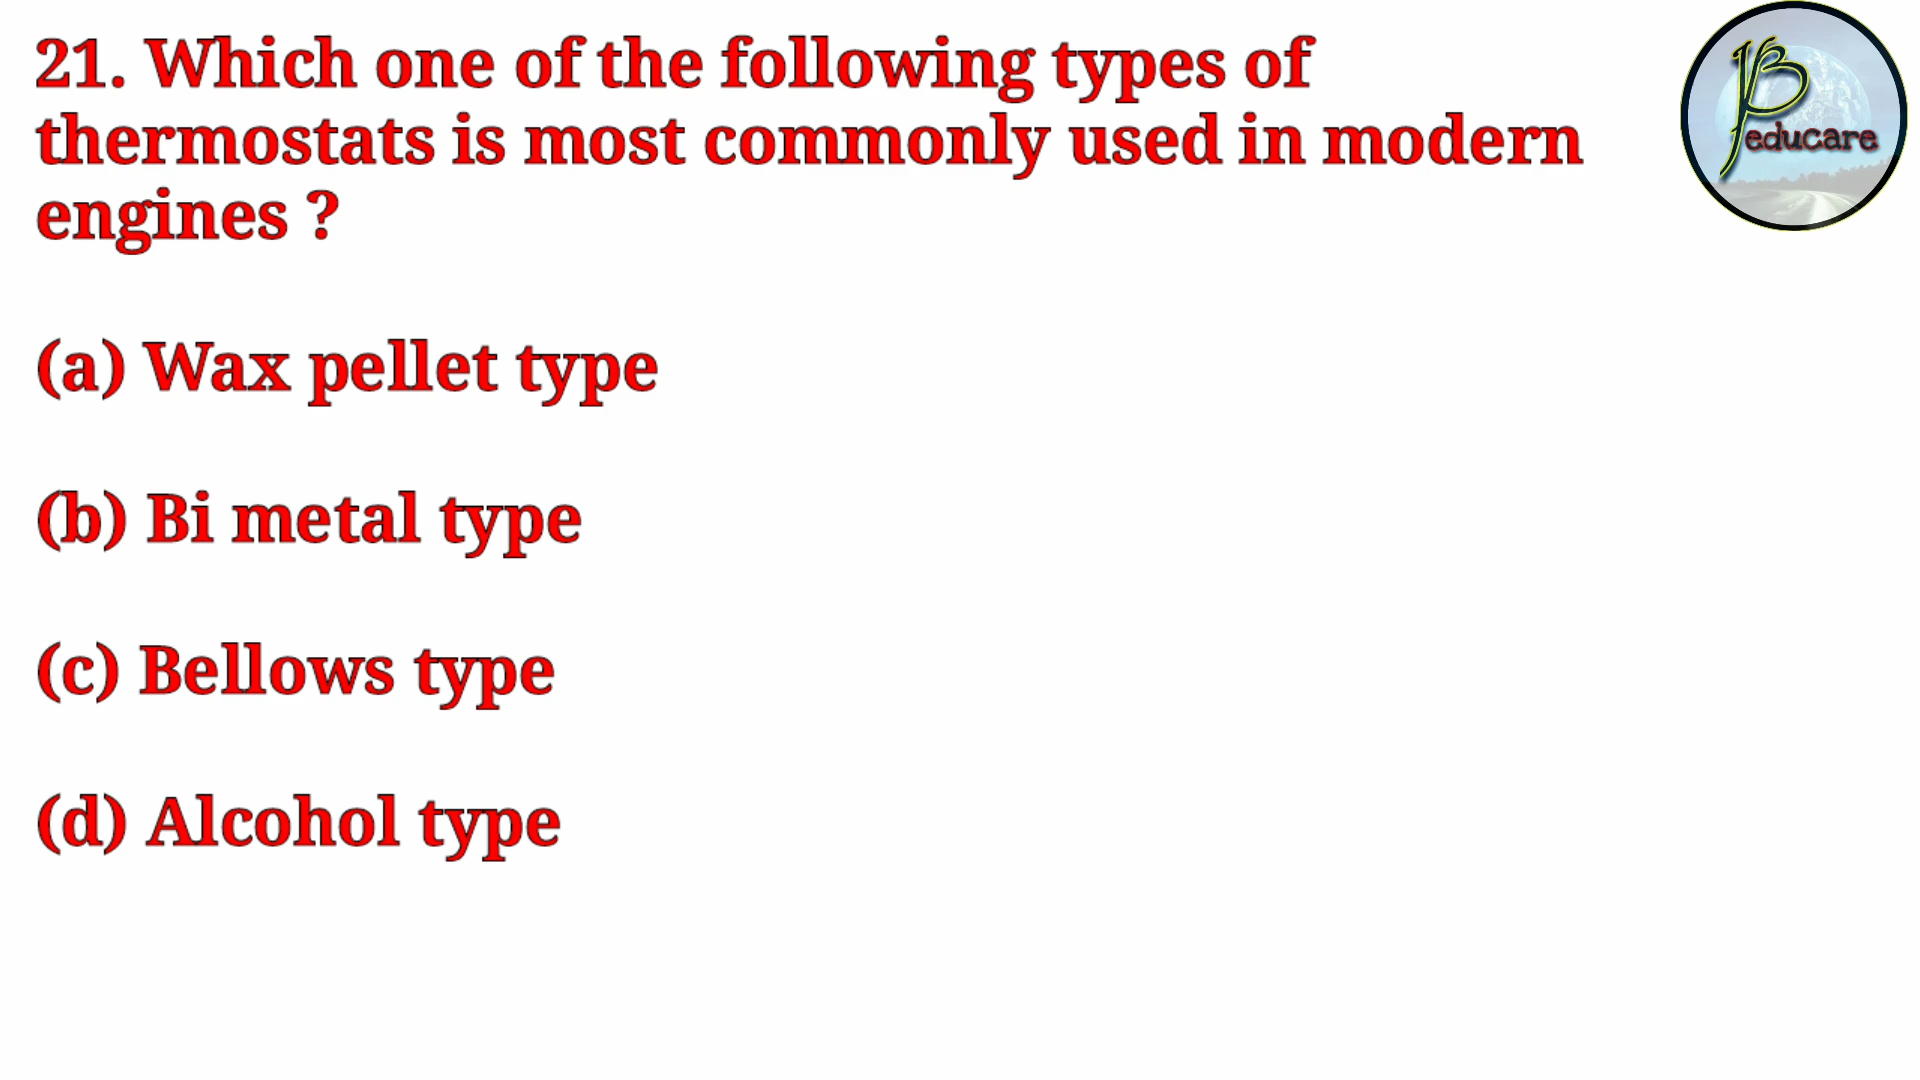 21. Which one of the following types of
thermostats is most commonly used in modern
engines ?
(a) Wax pellet type
(b) Bi metal type
(c) Bellows type
(d) Alcohol type
educare